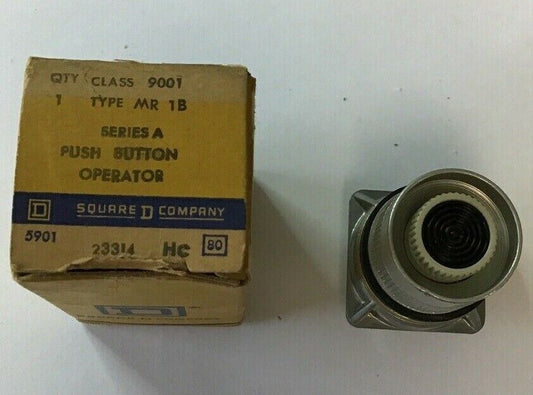 QTY CLASS 9001
1 TYPE MR 1B
SERIES A
PUSH BUTTON
OPERATOR
SQUARE D COMPANY
5901
23314 HC 80